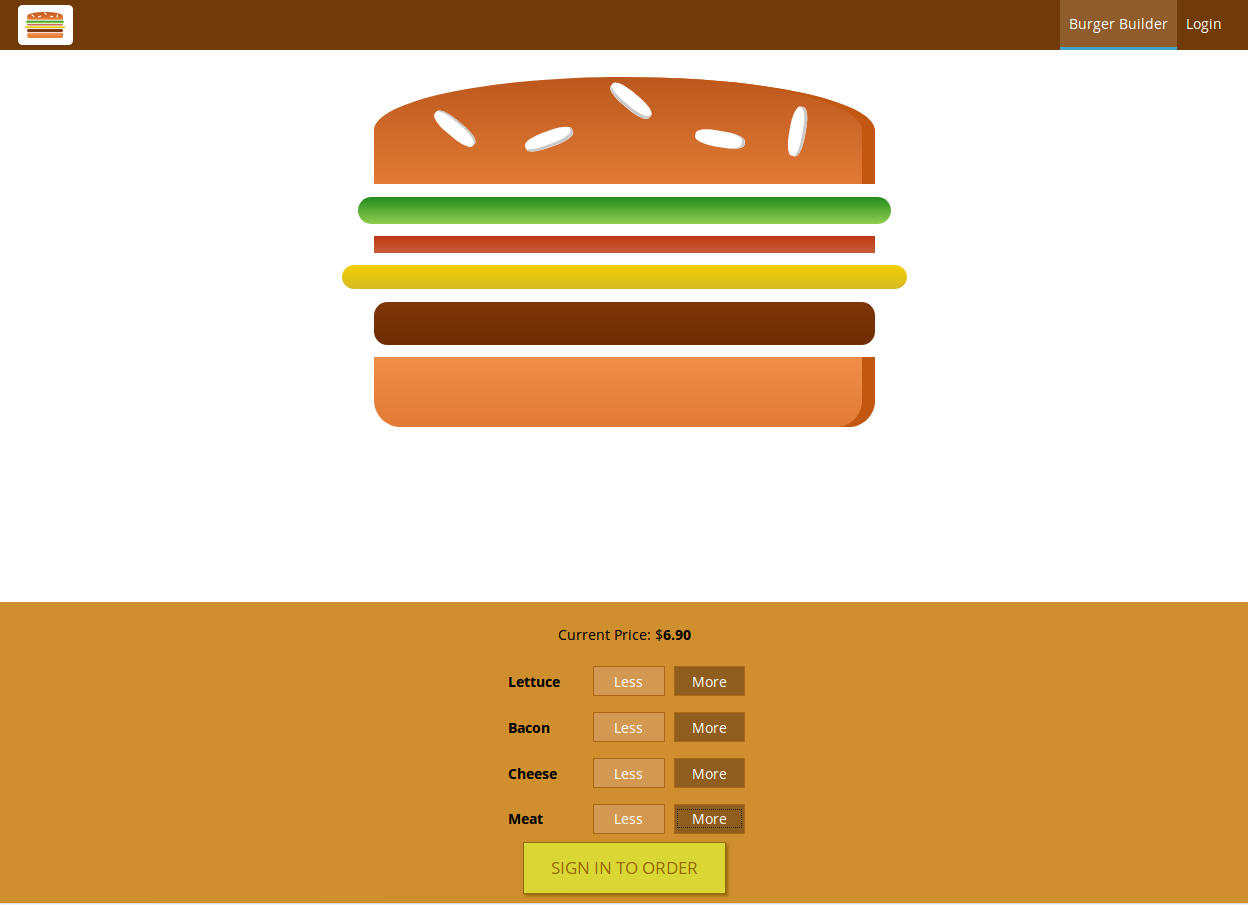 Burger Builder Login
Current Price: $6.90
Lettuce Less More
Bacon Less More
Cheese Less More
Meat Less More
SIGN IN TO ORDER